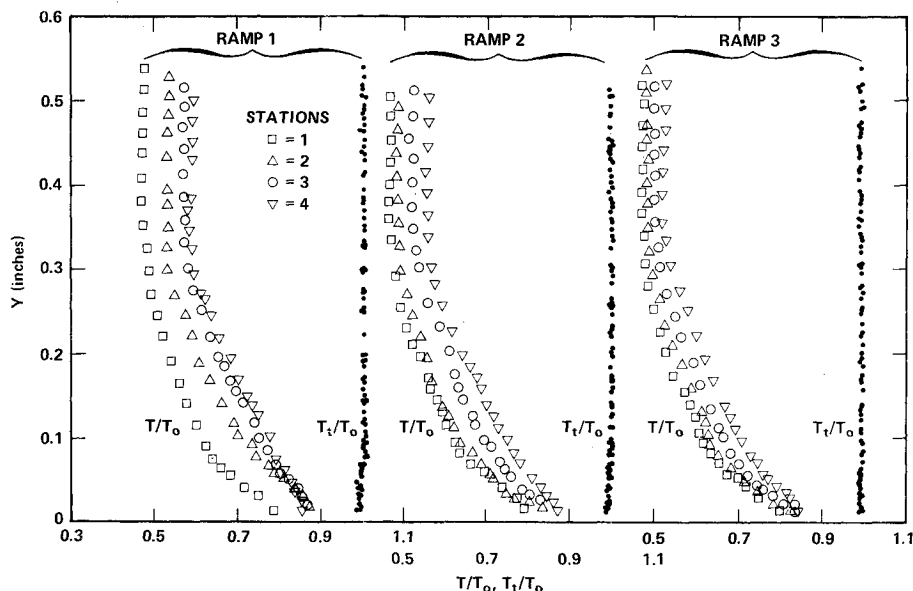 RAMP 1
RAMP 2
RAMP 3
STATIONS
□ = 1
△ = 2
○ = 3
▽ = 4
Y (inches)
0.6
0.5
0.4
0.3
0.2
0.1
0
T/T₀
Tₜ/T₀
T/T₀
Tₜ/T₀
T/T₀
Tₜ/T₀
0.3 0.5 0.7 0.9 1.1 0.7 0.9 0.5 0.7 0.9 1.1
0.5 1.1
T/T₀, Tₜ/T₀